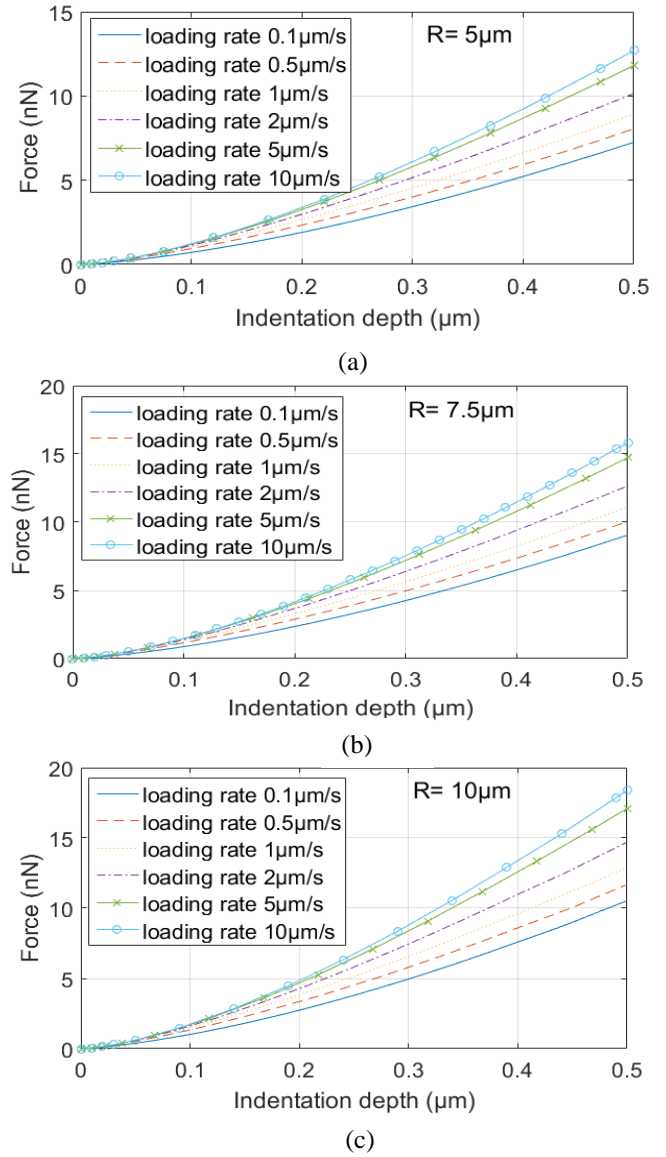 15
10
5
0
Force (nN)
loading rate 0.1μm/s
loading rate 0.5μm/s
loading rate 1μm/s
loading rate 2μm/s
loading rate 5μm/s
loading rate 10μm/s
R= 5μm
0 0.1 0.2 0.3 0.4 0.5
Indentation depth (μm)
(a)
20
15
10
5
0
Force (nN)
loading rate 0.1μm/s
loading rate 0.5μm/s
loading rate 1μm/s
loading rate 2μm/s
loading rate 5μm/s
loading rate 10μm/s
R= 7.5μm
0 0.1 0.2 0.3 0.4 0.5
Indentation depth (μm)
(b)
20
15
10
5
0
Force (nN)
loading rate 0.1μm/s
loading rate 0.5μm/s
loading rate 1μm/s
loading rate 2μm/s
loading rate 5μm/s
loading rate 10μm/s
R= 10μm
0 0.1 0.2 0.3 0.4 0.5
Indentation depth (μm)
(c)